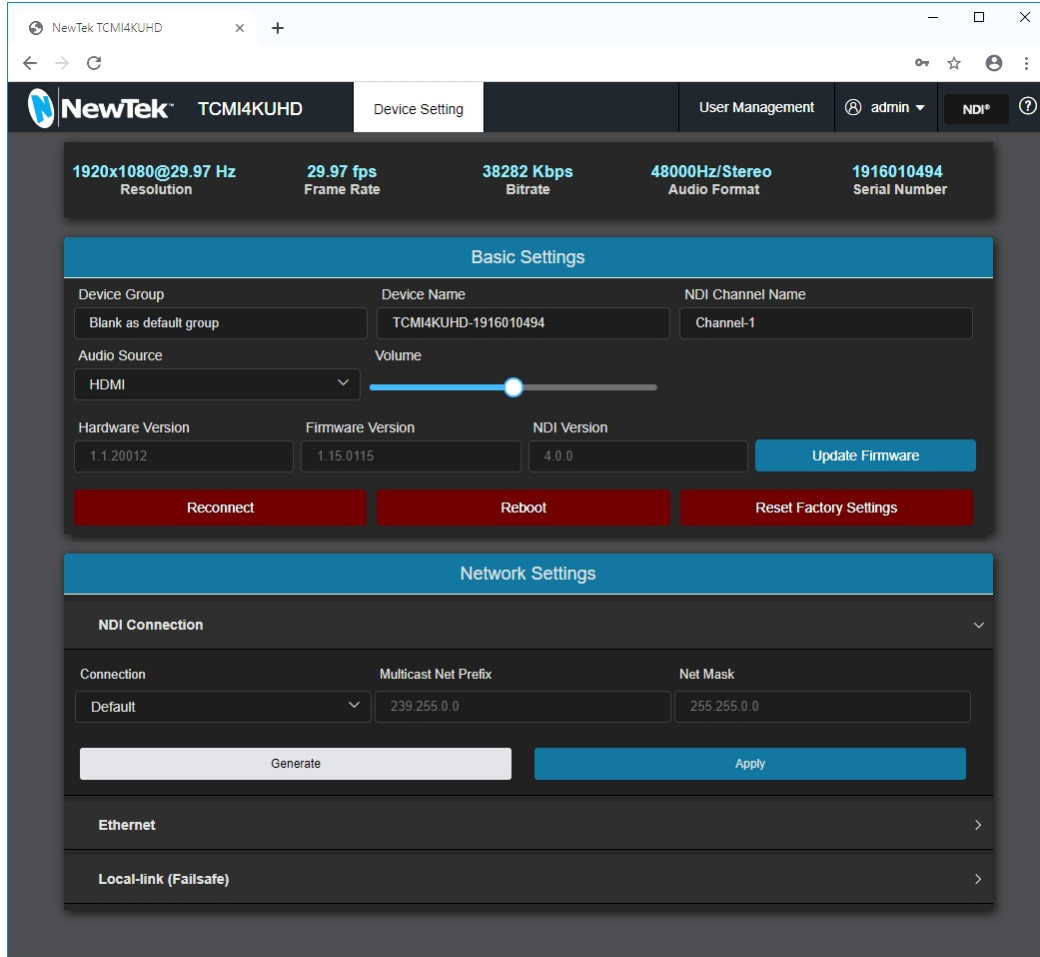 NewTek TCMI4KUHD
NewTek™ TCMI4KUHD Device Setting User Management admin NDI®
1920x1080@29.97 Hz 29.97 fps 38282 Kbps 48000Hz/Stereo 1916010494
Resolution Frame Rate Bitrate Audio Format Serial Number
Basic Settings
Device Group Device Name NDI Channel Name
Blank as default group TCMI4KUHD-1916010494 Channel-1
Audio Source Volume
HDMI
Hardware Version Firmware Version NDI Version
1.1.20012 1.15.0115 4.0.0 Update Firmware
Reconnect Reboot Reset Factory Settings
Network Settings
NDI Connection
Connection Multicast Net Prefix Net Mask
Default 239.255.0.0 255.255.0.0
Generate Apply
Ethernet
Local-link (Failsafe)